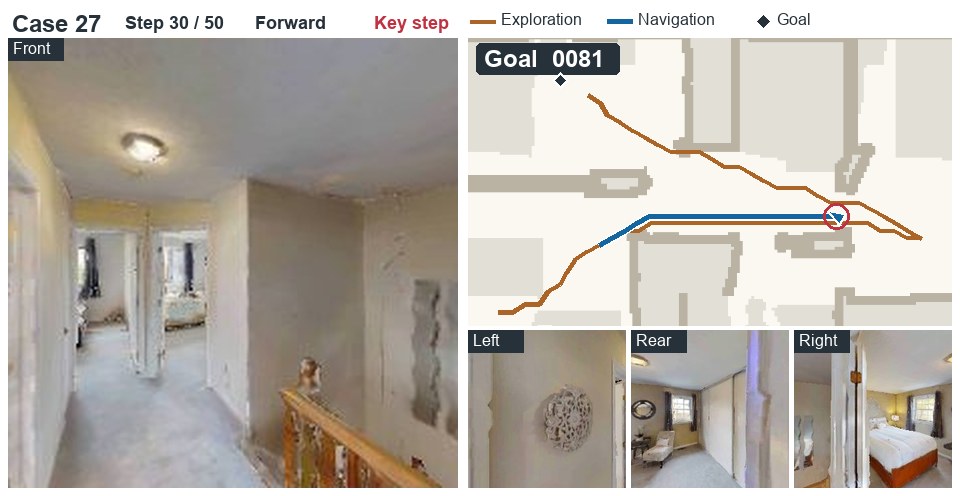 Case 27 Step 30 / 50 Forward Key step
Exploration Navigation Goal
Front
Goal 0081
Left Rear Right